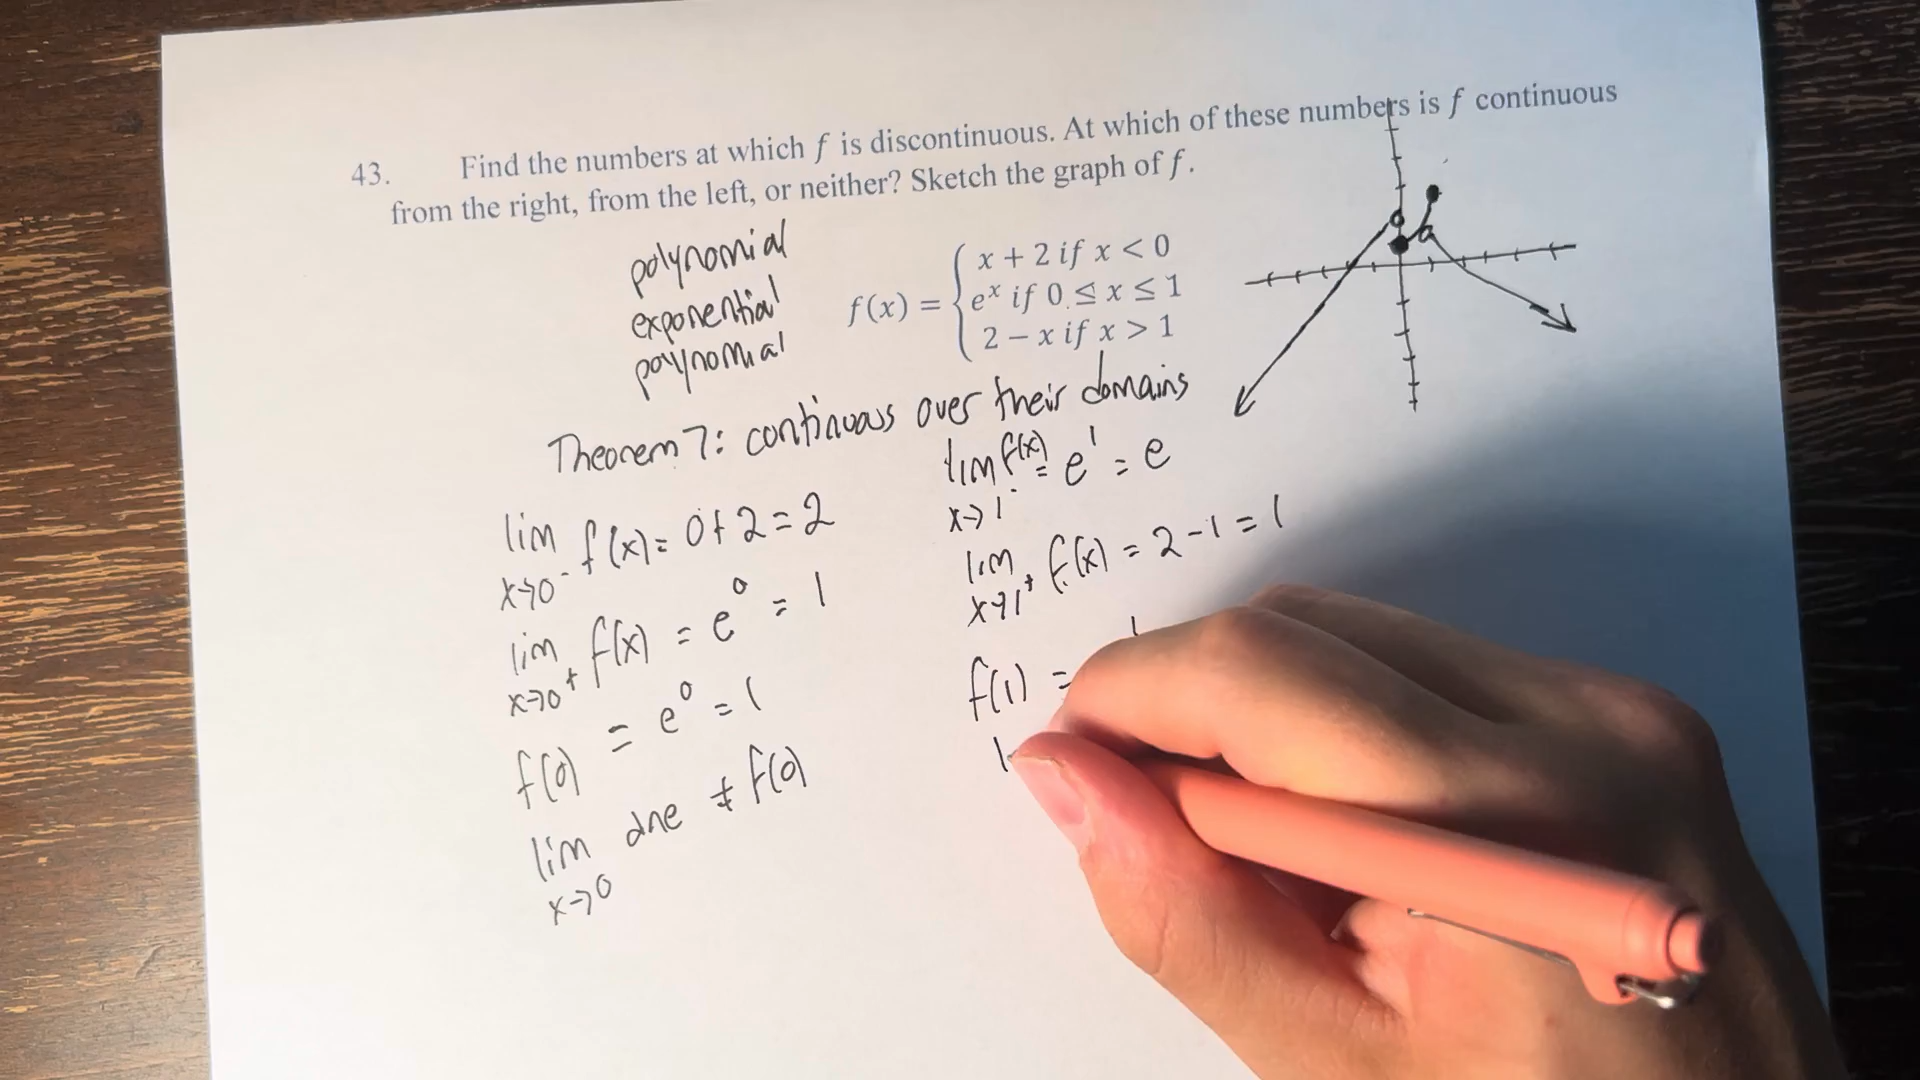 43. Find the numbers at which f is discontinuous. At which of these numbers is f continuous
from the right, from the left, or neither? Sketch the graph of f.
polynomial
exponential
polynomial
f(x) = { x + 2 if x < 0
e^x if 0 ≤ x ≤ 1
2 − x if x > 1
Theorem 7: continuous over their domains
lim x→0⁻ f(x) = 0 + 2 = 2
lim x→0⁺ f(x) = e^0 = 1
f(0) = e^0 = 1
lim x→0 dne ≠ f(0)
lim x→1⁻ f(x) = e^1 = e
lim x→1⁺ f(x) = 2 - 1 = 1
f(1) =